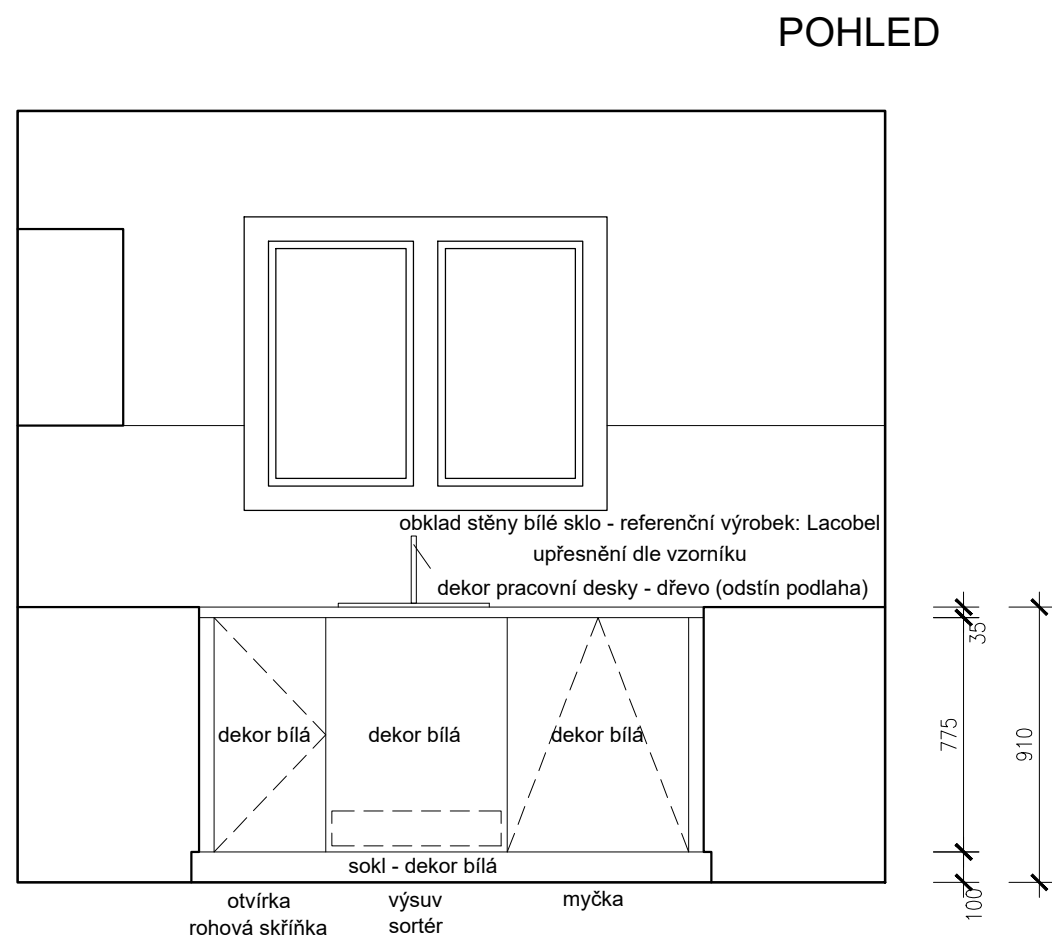 POHLED
obklad stěny bílé sklo - referenční výrobek: Lacobel
upřesnění dle vzorníku
dekor pracovní desky - dřevo (odstín podlaha)
35
775
910
100
dekor bílá
dekor bílá
dekor bílá
sokl - dekor bílá
otvírka
rohová skříňka
výsuv
sortér
myčka